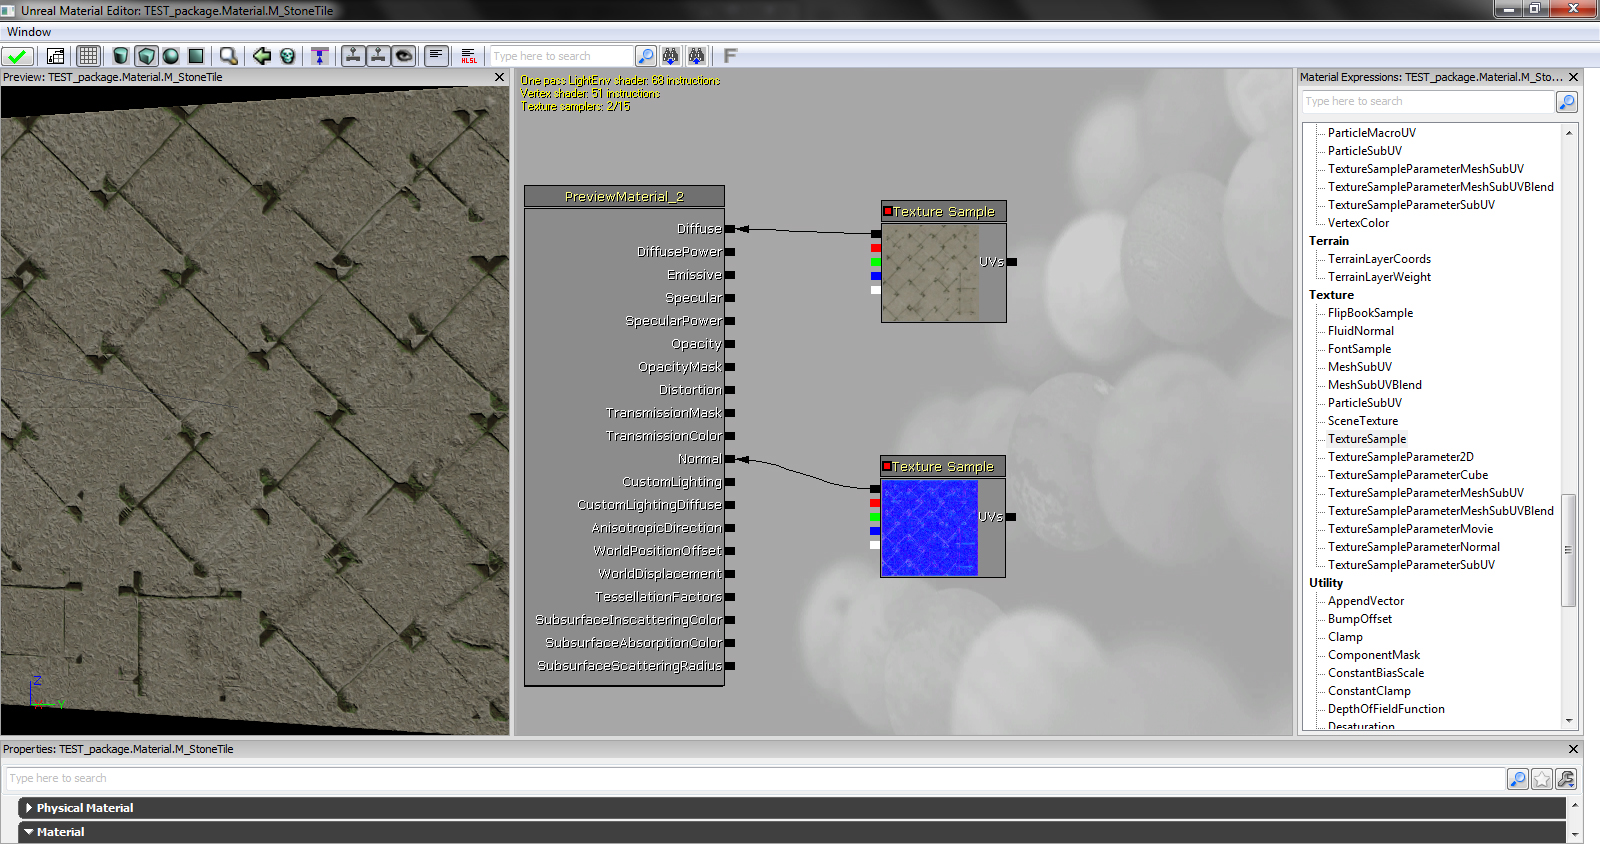 Unreal Material Editor: TEST_package.Material.M_StoneTile
Window
HLSL
Type here to search
F
Preview: TEST_package.Material.M_StoneTile
Z
Y
One pass LightEnv shader: 68 instructions
Vertex shader: 51 instructions
Texture samplers: 2/15
PreviewMaterial_2
Diffuse
DiffusePower
Emissive
Specular
SpecularPower
Opacity
OpacityMask
Distortion
TransmissionMask
TransmissionColor
Normal
CustomLighting
CustomLightingDiffuse
AnisotropicDirection
WorldPositionOffset
WorldDisplacement
TessellationFactors
SubsurfaceInscatteringColor
SubsurfaceAbsorptionColor
SubsurfaceScatteringRadius
Texture Sample
UVs
Texture Sample
UVs
Material Expressions: TEST_package.Material.M_Sto...
Type here to search
ParticleMacroUV
ParticleSubUV
TextureSampleParameterMeshSubUV
TextureSampleParameterMeshSubUVBlend
TextureSampleParameterSubUV
VertexColor
Terrain
TerrainLayerCoords
TerrainLayerWeight
Texture
FlipBookSample
FluidNormal
FontSample
MeshSubUV
MeshSubUVBlend
ParticleSubUV
SceneTexture
TextureSample
TextureSampleParameter2D
TextureSampleParameterCube
TextureSampleParameterMeshSubUV
TextureSampleParameterMeshSubUVBlend
TextureSampleParameterMovie
TextureSampleParameterNormal
TextureSampleParameterSubUV
Utility
AppendVector
BumpOffset
Clamp
ComponentMask
ConstantBiasScale
ConstantClamp
DepthOfFieldFunction
Desaturation
Properties: TEST_package.Material.M_StoneTile
Type here to search
Physical Material
Material